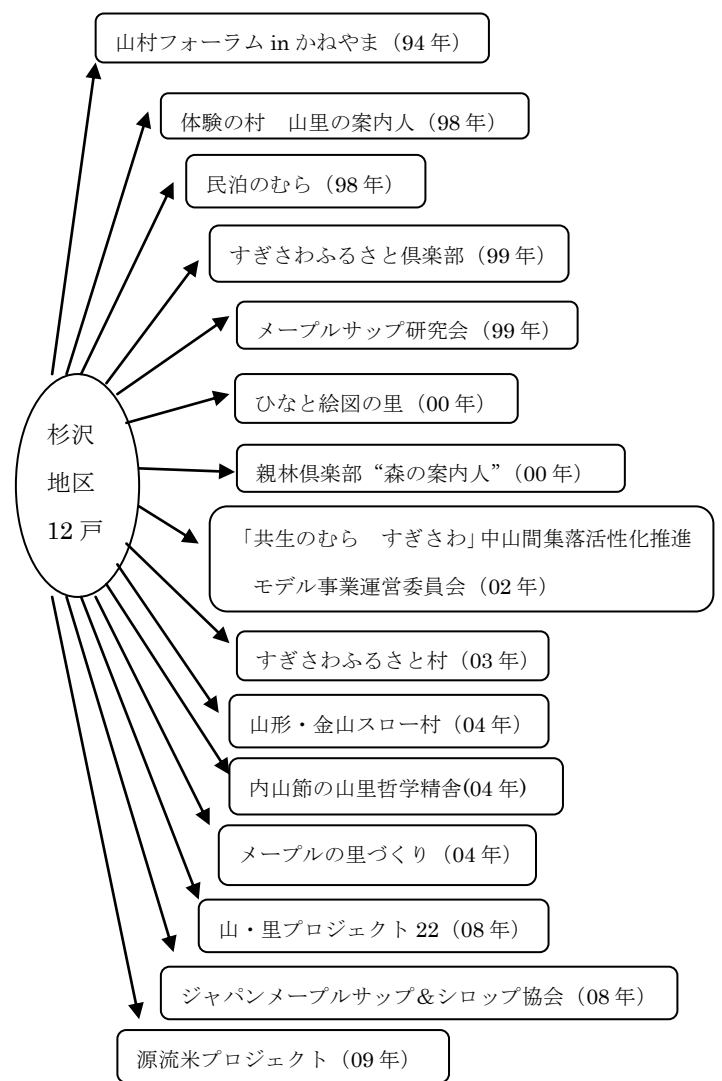 山村フォーラム in かねやま（94 年）
体験の村　山里の案内人（98 年）
民泊のむら（98 年）
すぎさわふるさと倶楽部（99 年）
メープルサップ研究会（99 年）
ひなと絵図の里（00 年）
親林倶楽部“森の案内人”（00 年）
「共生のむら　すぎさわ」中山間集落活性化推進
モデル事業運営委員会（02 年）
すぎさわふるさと村（03 年）
山形・金山スロー村（04 年）
内山節の山里哲学精舎(04 年)
メープルの里づくり（04 年）
山・里プロジェクト 22（08 年）
ジャパンメープルサップ＆シロップ協会（08 年）
源流米プロジェクト（09 年）
杉沢
地区
12 戸